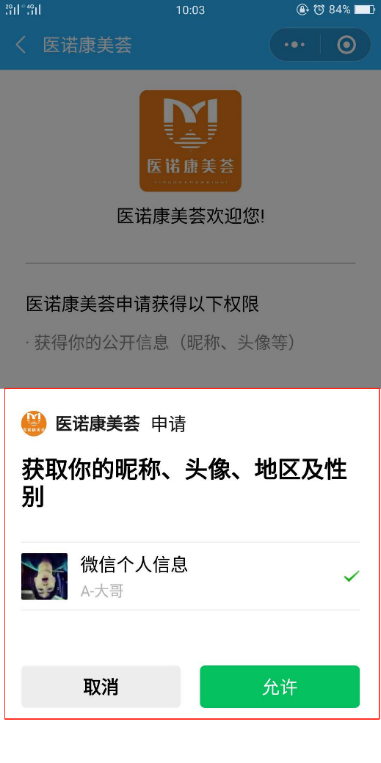 2G 4G 10:03 84%
医诺康美荟
医诺康美荟
医诺康美荟欢迎您!
医诺康美荟申请获得以下权限
· 获得你的公开信息（昵称、头像等）
医诺康美荟 申请
获取你的昵称、头像、地区及性
别
微信个人信息
A-大哥
取消 允许